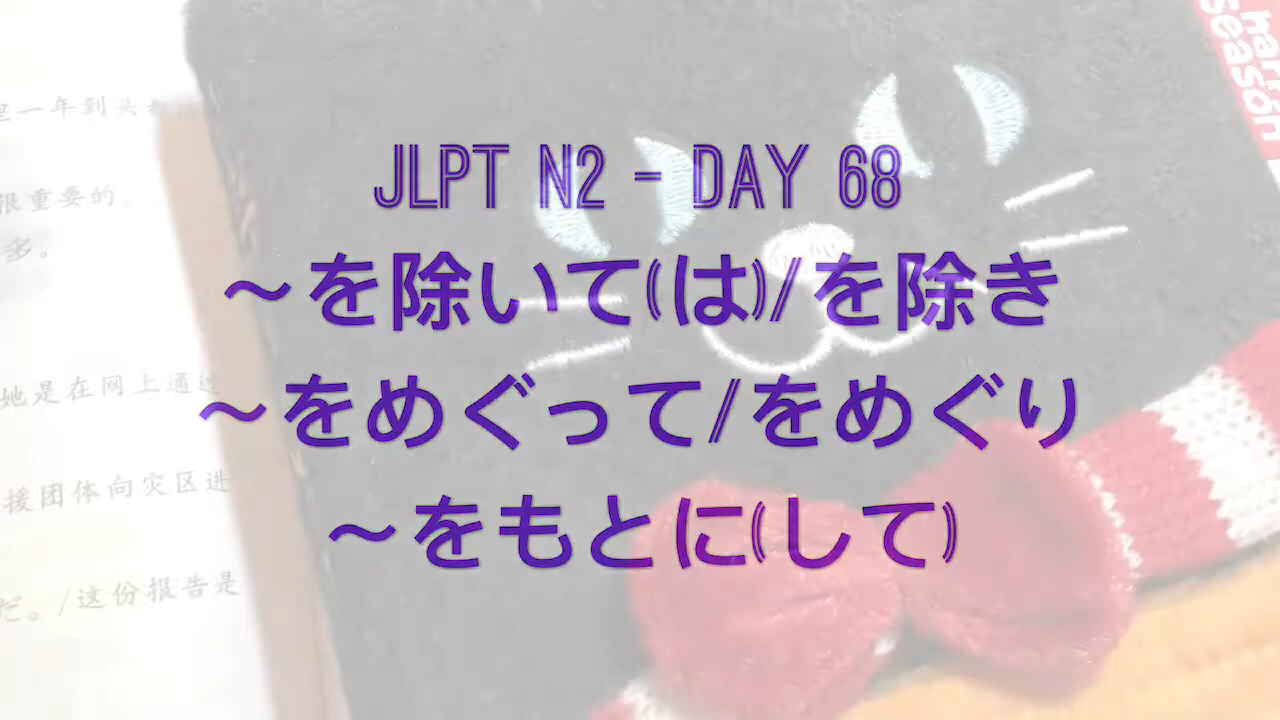 JLPT N2 - DAY 68
～を除いて(は)/を除き
～をめぐって/をめぐり
～をもとに(して)
一年到头
很重要的。
多。
她是在网上通过
援团体向灾区进
だ。/这份报告是
season